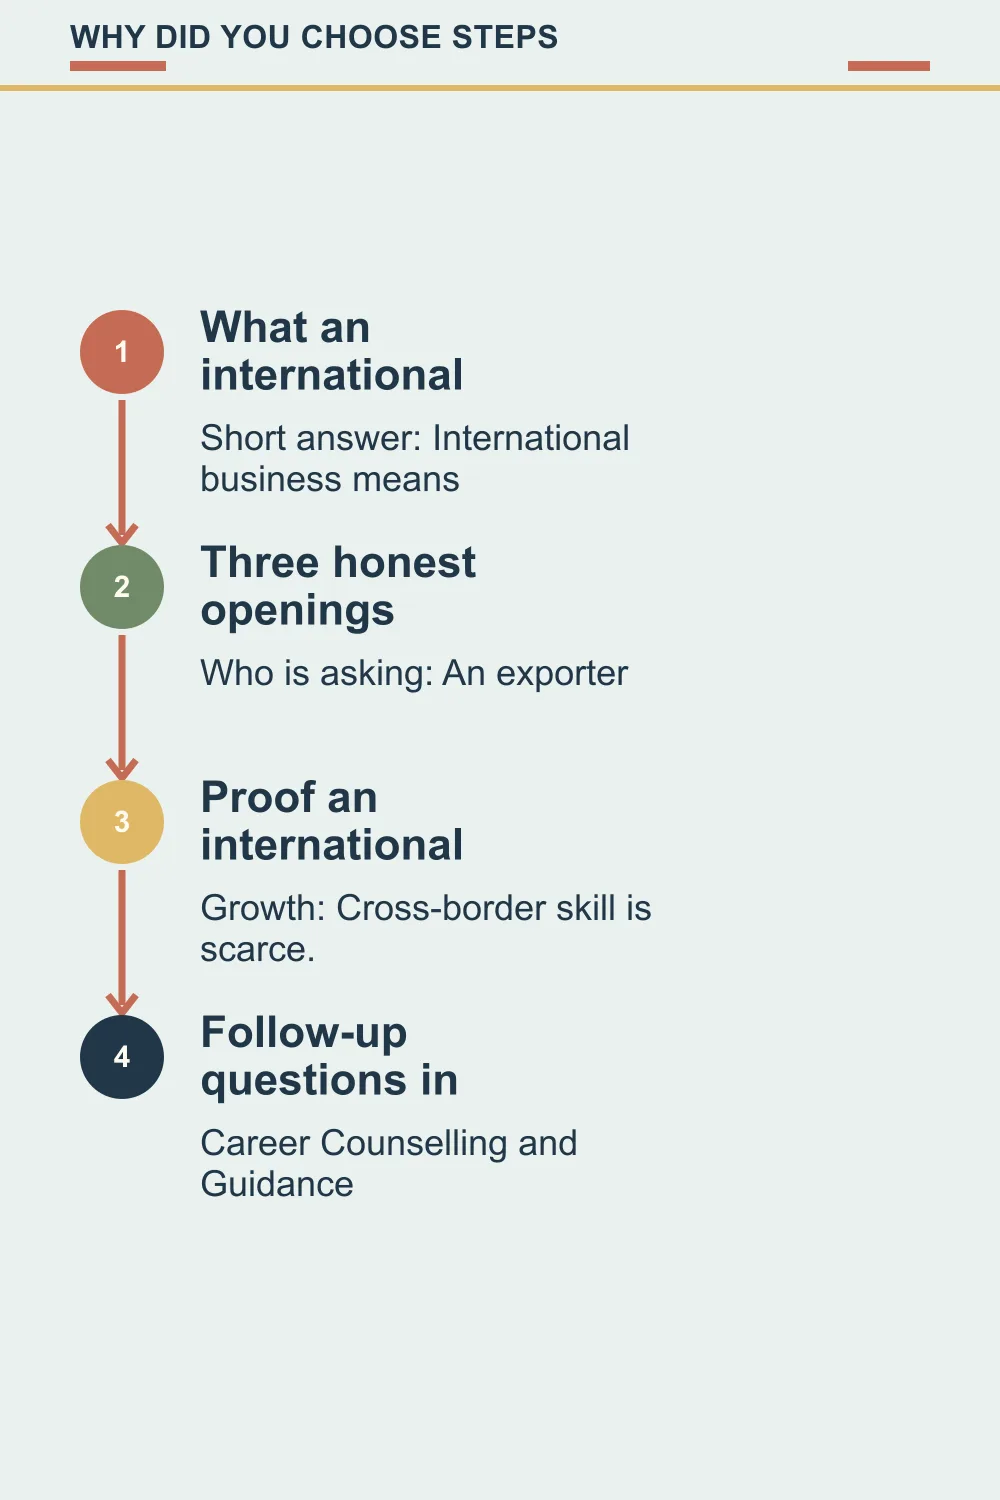 WHY DID YOU CHOOSE STEPS
1
What an
international
Short answer: International
business means
2
Three honest
openings
Who is asking: An exporter
3
Proof an
international
Growth: Cross-border skill is
scarce.
4
Follow-up
questions in
Career Counselling and
Guidance